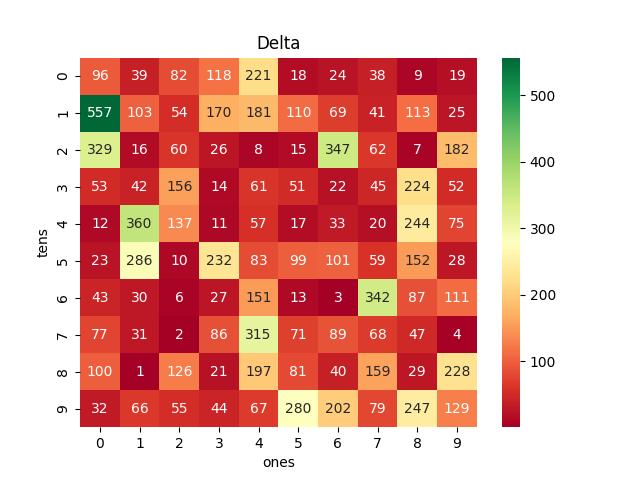 Delta
0 96 39 82 118 221 18 24 38 9 19
1 557 103 54 170 181 110 69 41 113 25
2 329 16 60 26 8 15 347 62 7 182
3 53 42 156 14 61 51 22 45 224 52
4 12 360 137 11 57 17 33 20 244 75
5 23 286 10 232 83 99 101 59 152 28
6 43 30 6 27 151 13 3 342 87 111
7 77 31 2 86 315 71 89 68 47 4
8 100 1 126 21 197 81 40 159 29 228
9 32 66 55 44 67 280 202 79 247 129
0 1 2 3 4 5 6 7 8 9
ones
tens
500
400
300
200
100